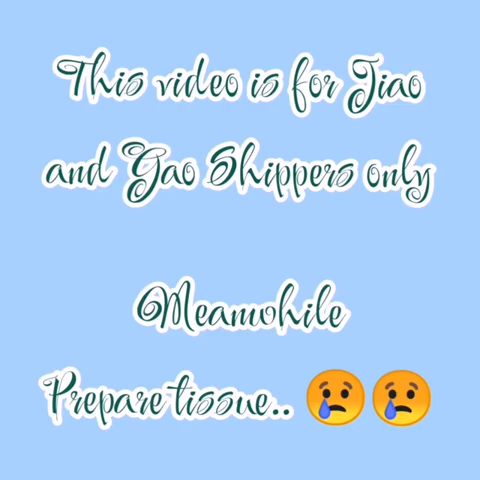 This video is for Jiao
and Gao Shippers only
Meanwhile
Prepare tissue.. 😢😢